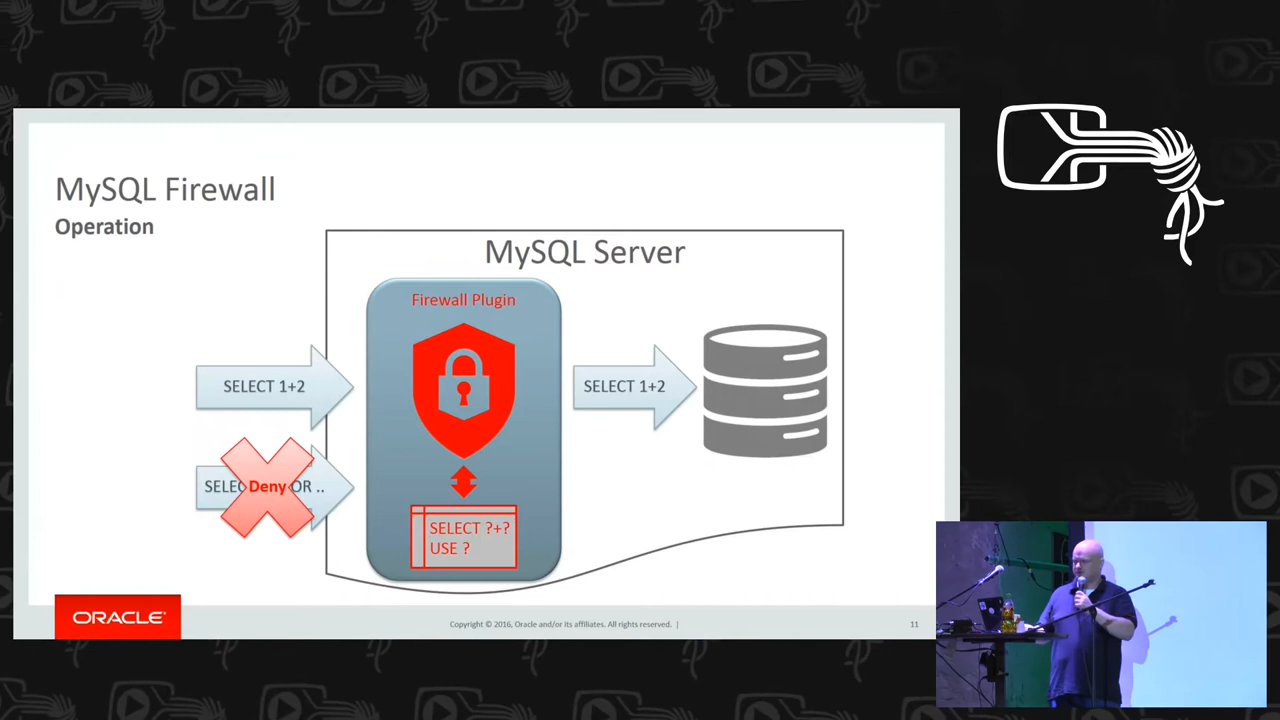 MySQL Firewall
Operation
MySQL Server
Firewall Plugin
SELECT 1+2
SELECT 1+2
SELEC Deny OR ..
SELECT ?+?
USE ?
ORACLE
Copyright © 2016, Oracle and/or its affiliates. All rights reserved. |
11